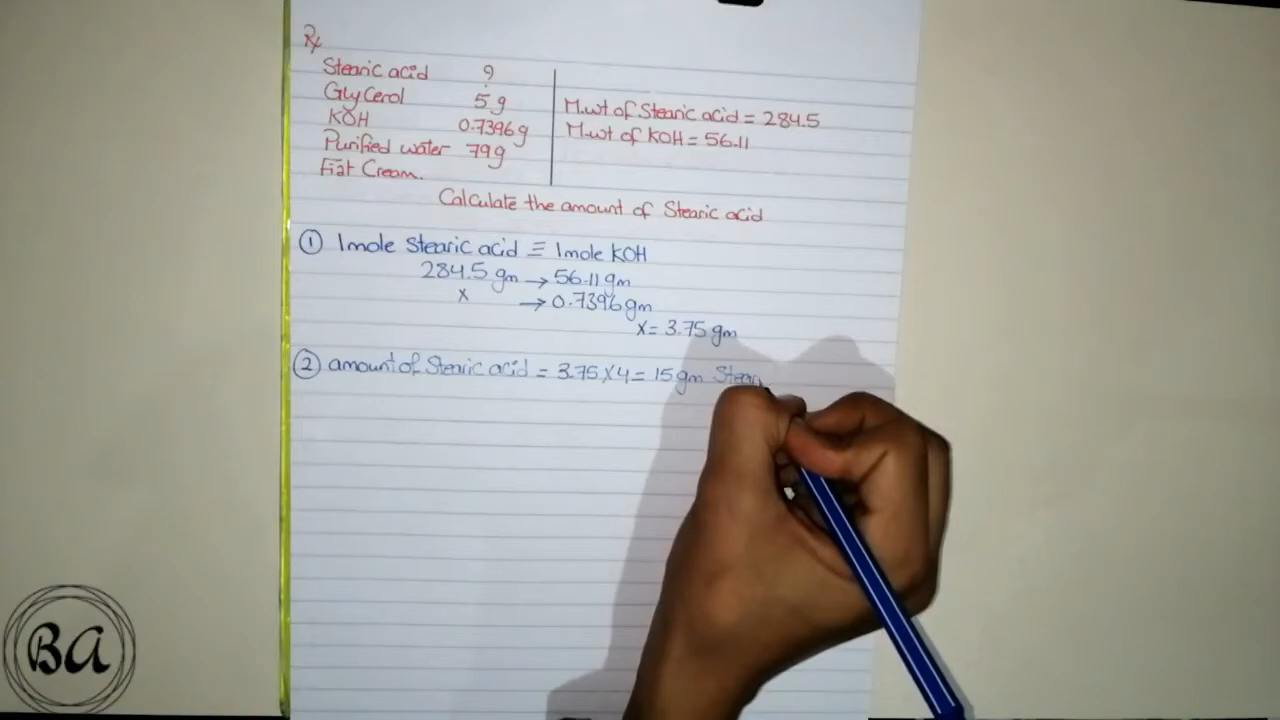 Rx
Stearic acid ?
Glycerol 5g
KOH 0.7396g
Purified water 79g
Fiat Cream.
M.wt of Stearic acid = 284.5
M.wt of KOH = 56.11
Calculate the amount of Stearic acid
① 1mole Stearic acid ≡ 1mole KOH
284.5 gm → 56.11 gm
x → 0.7396 gm
x = 3.75 gm
② amount of Stearic acid = 3.75 x 4 = 15 gm Stear
BA